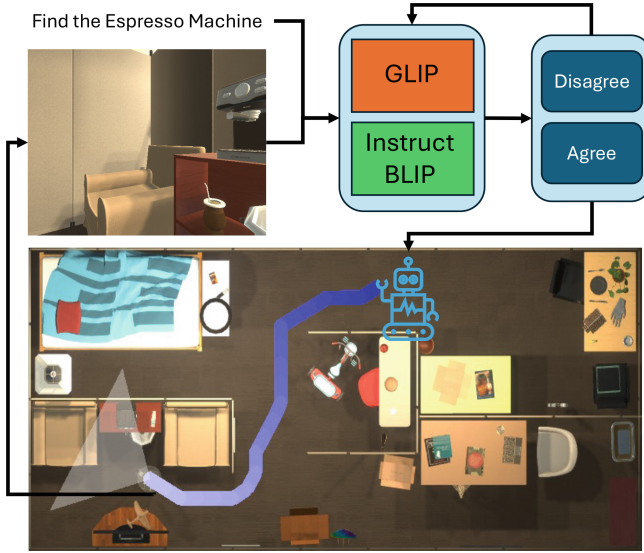 Find the Espresso Machine
GLIP
Instruct
BLIP
Disagree
Agree